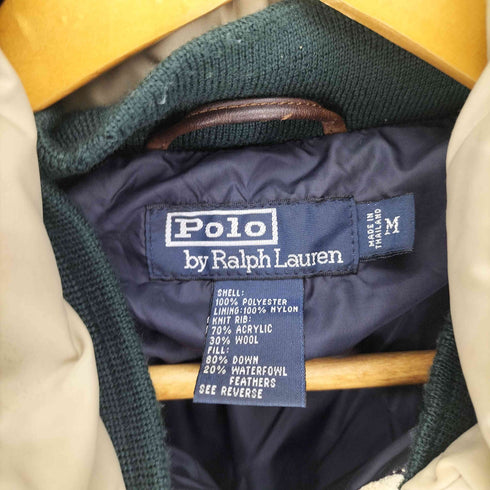 Polo
by Ralph Lauren
MADE IN
THAILAND
M
SHELL:
100% POLYESTER
LINING:100% NYLON
KNIT RIB:
70% ACRYLIC
30% WOOL
FILL:
80% DOWN
20% WATERFOWL
FEATHERS
SEE REVERSE